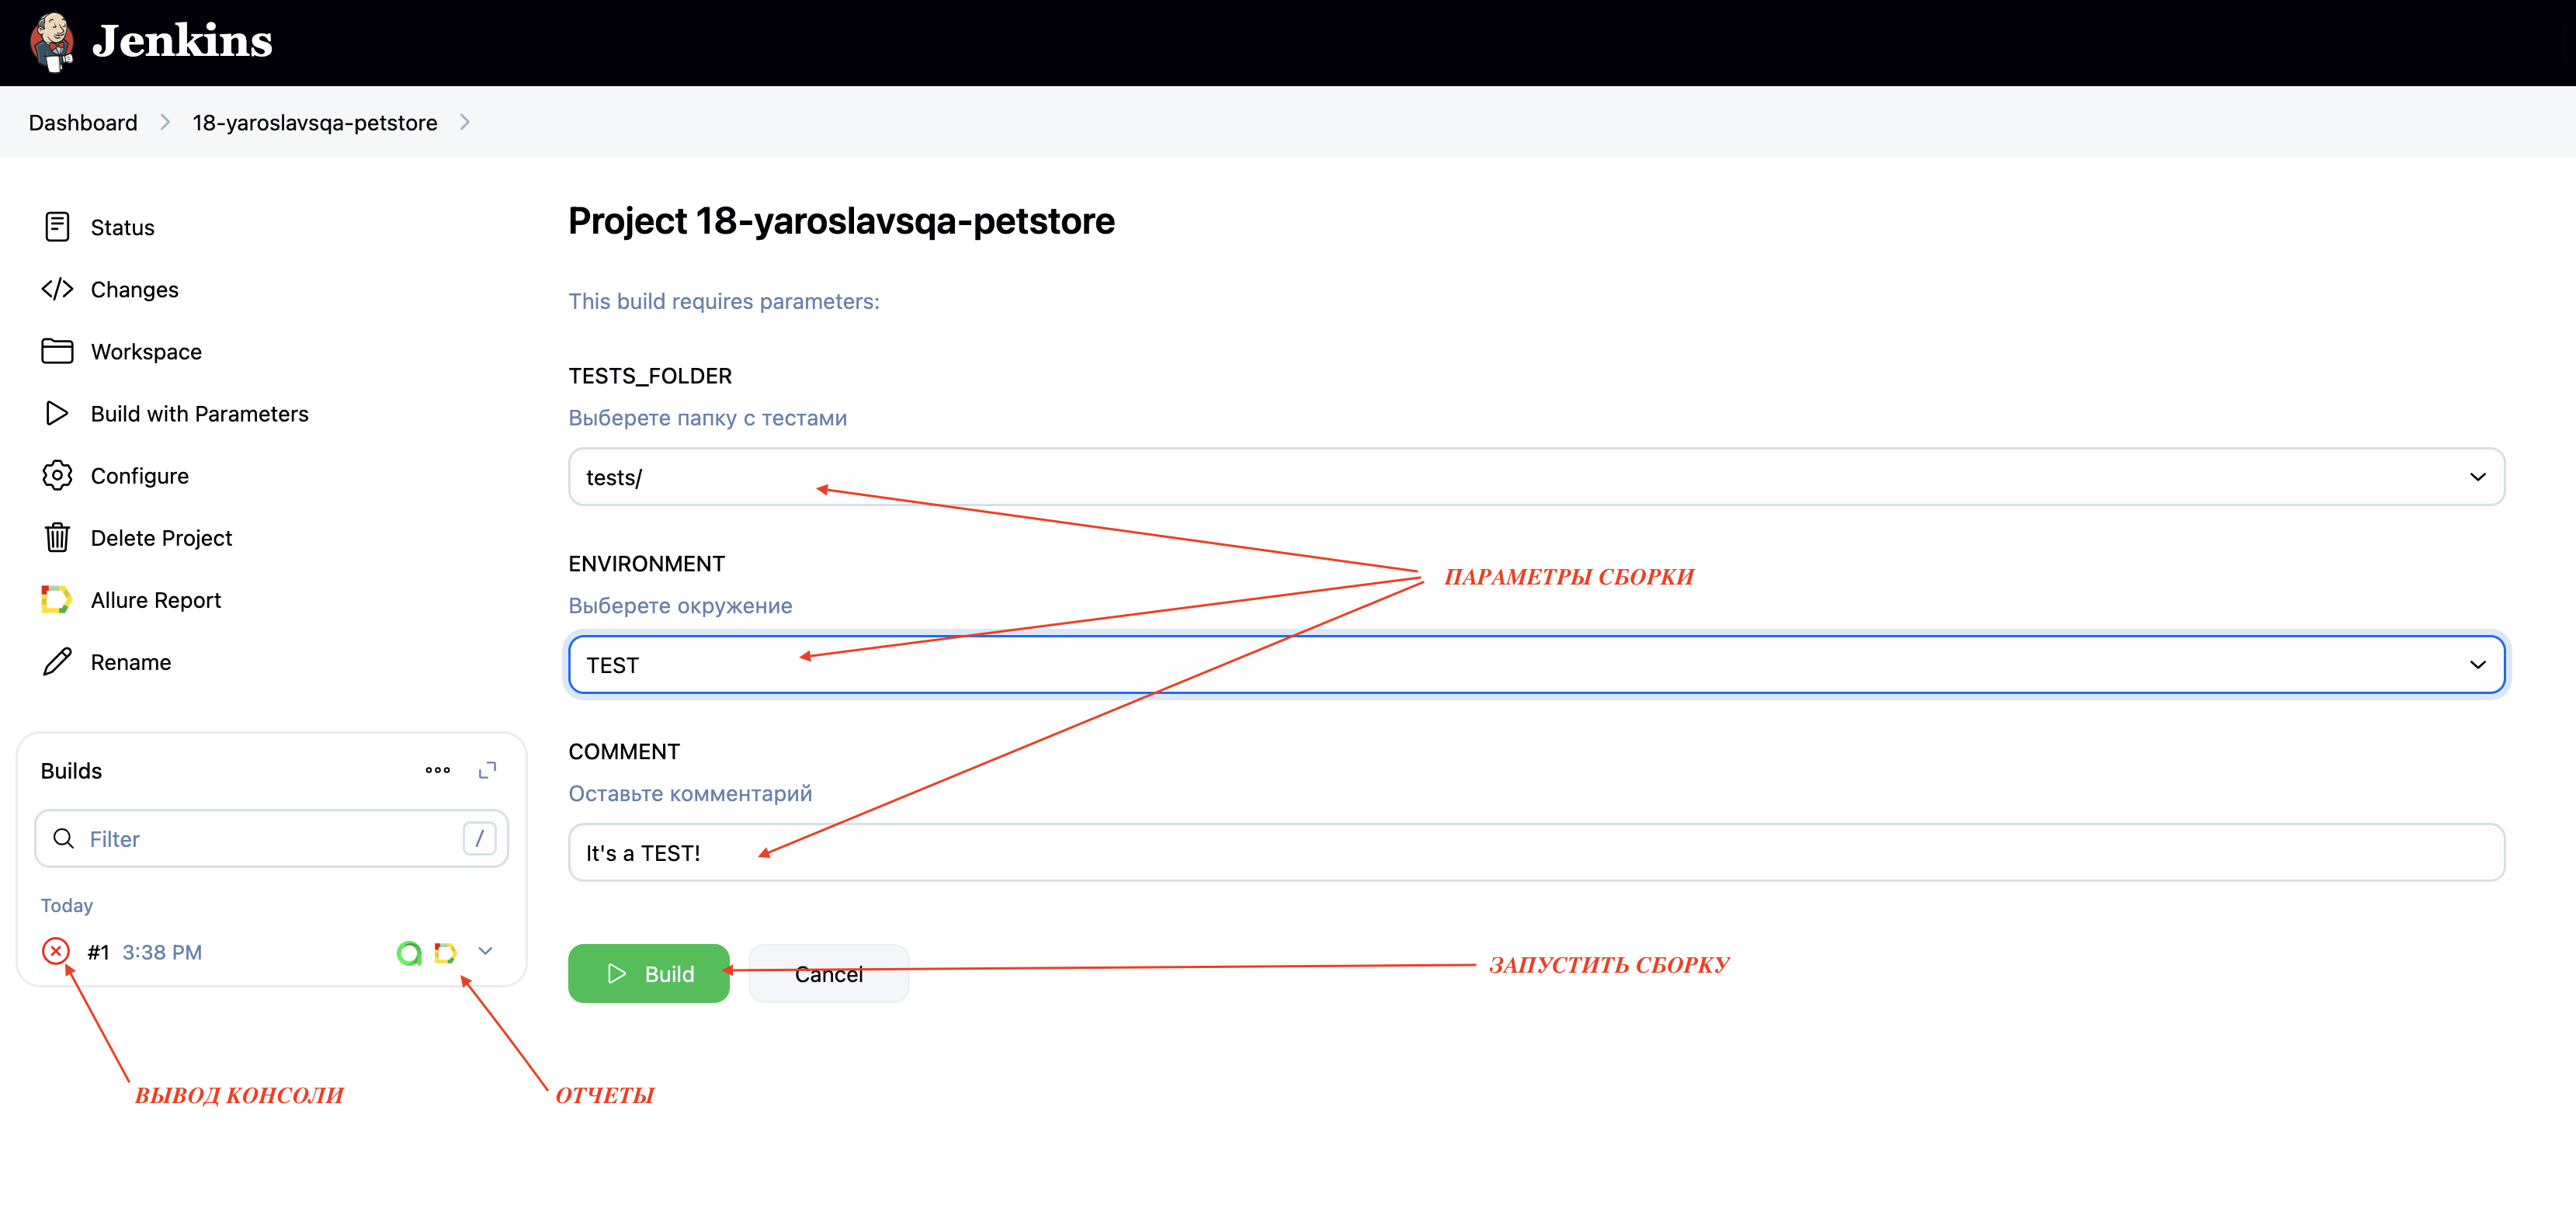 Jenkins
Dashboard
18-yaroslavsqa-petstore
Status
Changes
Workspace
Build with Parameters
Configure
Delete Project
Allure Report
Rename
Builds
Filter
/
Today
#1 3:38 PM
ВЫВОД КОНСОЛИ
ОТЧЕТЫ
Project 18-yaroslavsqa-petstore
This build requires parameters:
TESTS_FOLDER
Выберете папку с тестами
tests/
ENVIRONMENT
Выберете окружение
TEST
COMMENT
Оставьте комментарий
It's a TEST!
Build
Cancel
ПАРАМЕТРЫ СБОРКИ
ЗАПУСТИТЬ СБОРКУ